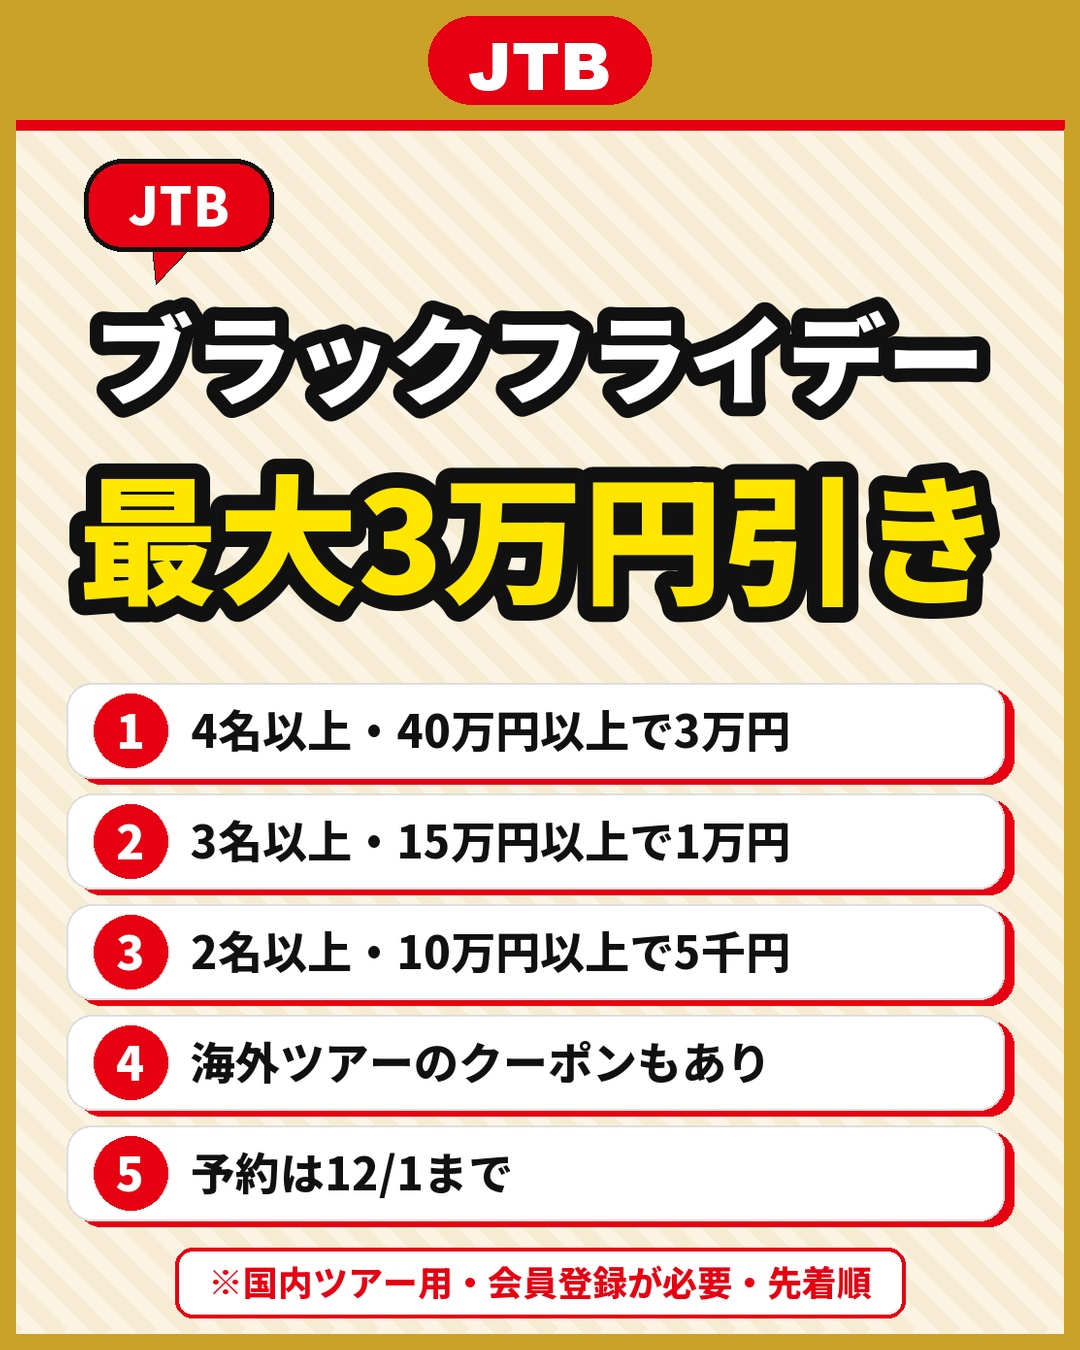 JTB
JTB
ブラックフライデー
最大3万円引き
1 4名以上・40万円以上で3万円
2 3名以上・15万円以上で1万円
3 2名以上・10万円以上で5千円
4 海外ツアーのクーポンもあり
5 予約は12/1まで
※国内ツアー用・会員登録が必要・先着順